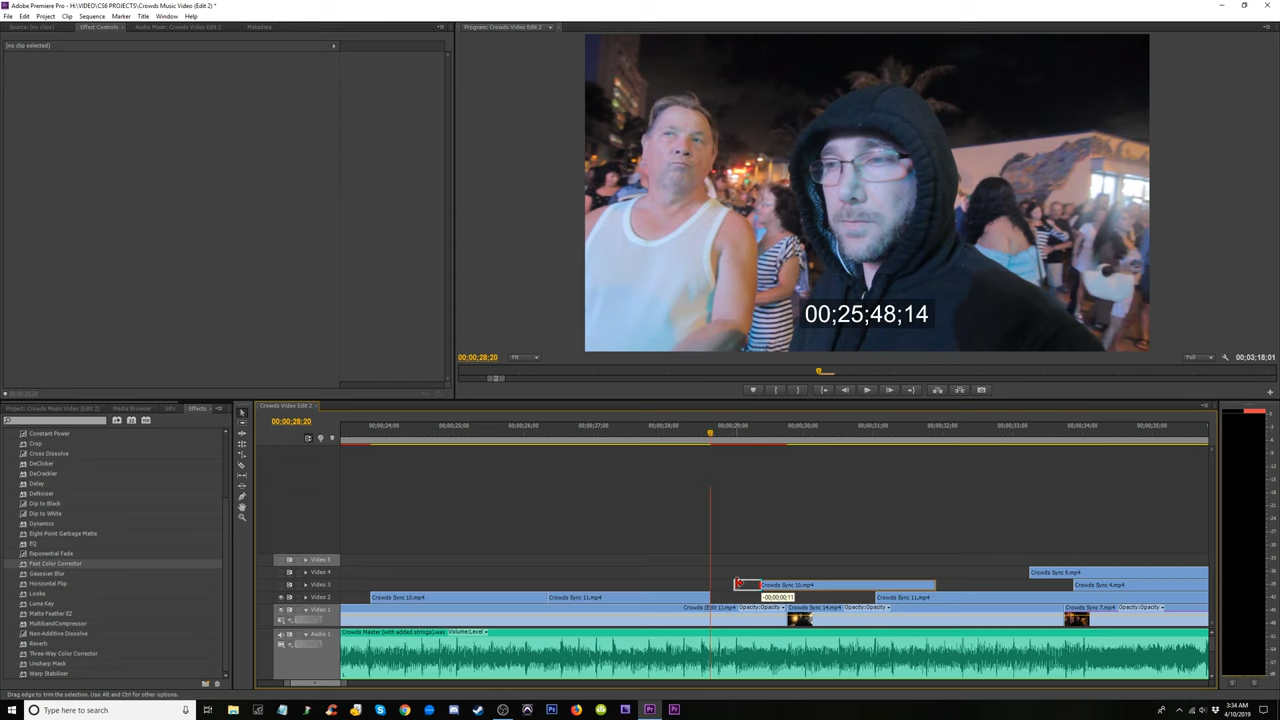 Adobe Premiere Pro - H:\VIDEO\CS6 PROJECTS\Crowds Music Video (Edit 2) *
File Edit Project Clip Sequence Marker Title Window Help
Source: (no clips) Effect Controls Audio Mixer: Crowds Video Edit 2 Metadata
Program: Crowds Video Edit 2
(no clip selected)
00;25;48;14
00;00;28;20 Fit Full 00;03;18;01
00;00;28;20
Project: Crowds Music Video (Edit 2) Media Browser Info Effects
Crowds Video Edit 2
00;00;28;20
00;00;24;00 00;00;25;00 00;00;26;00 00;00;27;00 00;00;28;00 00;00;29;00 00;00;30;00 00;00;31;00 00;00;32;00 00;00;33;00 00;00;34;00 00;00;35;00
Constant Power
Crop
Cross Dissolve
DeClicker
DeCrackler
Delay
DeNoiser
Dip to Black
Dip to White
Dynamics
Eight-Point Garbage Matte
EQ
Exponential Fade
Fast Color Corrector
Gaussian Blur
Horizontal Flip
Looks
Luma Key
Matte Feather EZ
MultibandCompressor
Non-Additive Dissolve
Reverb
Three-Way Color Corrector
Unsharp Mask
Warp Stabilizer
Video 5
Video 4 Crowds Sync 9.mp4
Video 3 Crowds Sync 10.mp4 Crowds Sync 4.mp4
Video 2 Crowds Sync 10.mp4 Crowds Sync 11.mp4 -00;00;00;11 Crowds Sync 11.mp4
Video 1 Crowds (Edit 1).mp4 Opacity:Opacity Crowds Sync 14.mp4 Opacity:Opacity Crowds Sync 7.mp4 Opacity:Opacity
Audio 1 Crowds Master (with added strings).wav Volume:Level
L
Drag edge to trim the selection. Use Alt and Ctrl for other options.
Type here to search
3:34 AM
4/10/2019